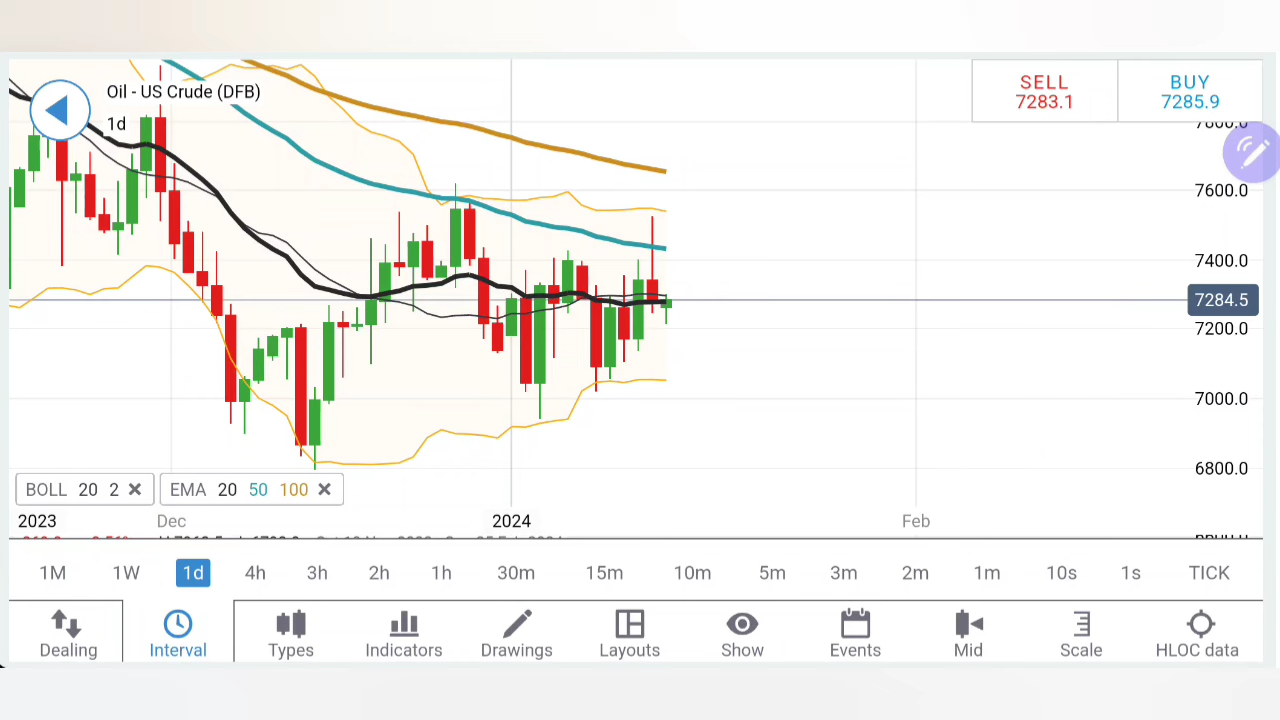 Oil - US Crude (DFB)
1d
SELL
7283.1
BUY
7285.9
7800.0
7600.0
7400.0
7284.5
7200.0
7000.0
6800.0
BOLL 20 2
EMA 20 50 100
2023 Dec 2024 Feb
1M 1W 1d 4h 3h 2h 1h 30m 15m 10m 5m 3m 2m 1m 10s 1s TICK
Dealing Interval Types Indicators Drawings Layouts Show Events Mid Scale HLOC data